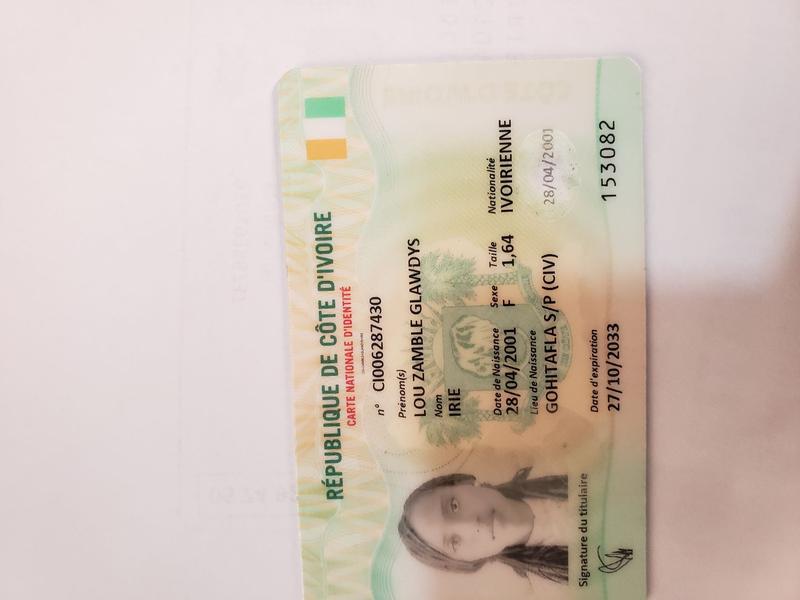 RÉPUBLIQUE DE CÔTE D'IVOIRE
CARTE NATIONALE D'IDENTITÉ
n° CI006287430
Prénom(s)
LOU ZAMBLE GLAWDYS
Nom
IRIE
Date de Naissance Sexe Taille Nationalité
28/04/2001 F 1,64 IVOIRIENNE
Lieu de Naissance
GOHITAFLA S/P (CIV)
28/04/2001
Date d'expiration
27/10/2033
153082
Signature du titulaire